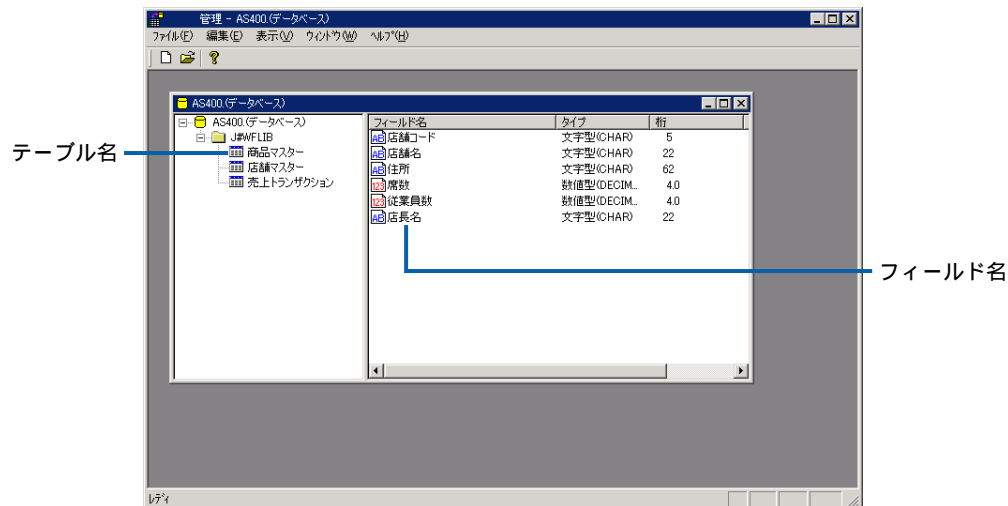 管理 - AS400.(データベース)
ファイル(F) 編集(E) 表示(V) ウィンドウ(W) ヘルプ(H)
AS400.(データベース)
AS400.(データベース)
J#WFLIB
商品マスター
店舗マスター
売上トランザクション
テーブル名
フィールド名 タイプ 桁
店舗コード 文字型(CHAR) 5
店舗名 文字型(CHAR) 22
住所 文字型(CHAR) 62
席数 数値型(DECIM... 4.0
従業員数 数値型(DECIM... 4.0
店長名 文字型(CHAR) 22
フィールド名
レディ